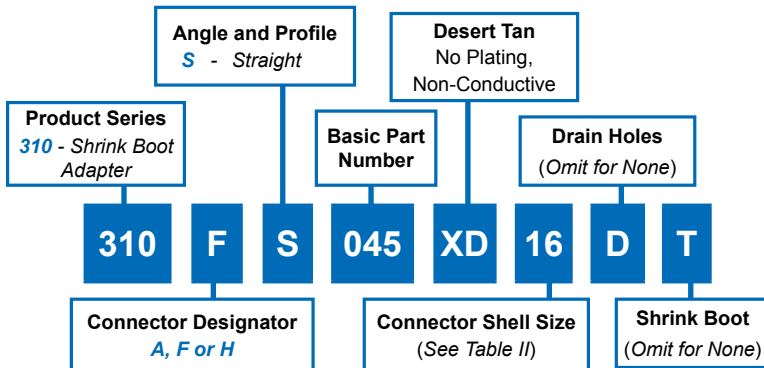 Angle and Profile
S - Straight
Desert Tan
No Plating,
Non-Conductive
Product Series
310 - Shrink Boot
Adapter
Basic Part
Number
Drain Holes
(Omit for None)
310 F S 045 XD 16 D T
Connector Designator
A, F or H
Connector Shell Size
(See Table II)
Shrink Boot
(Omit for None)